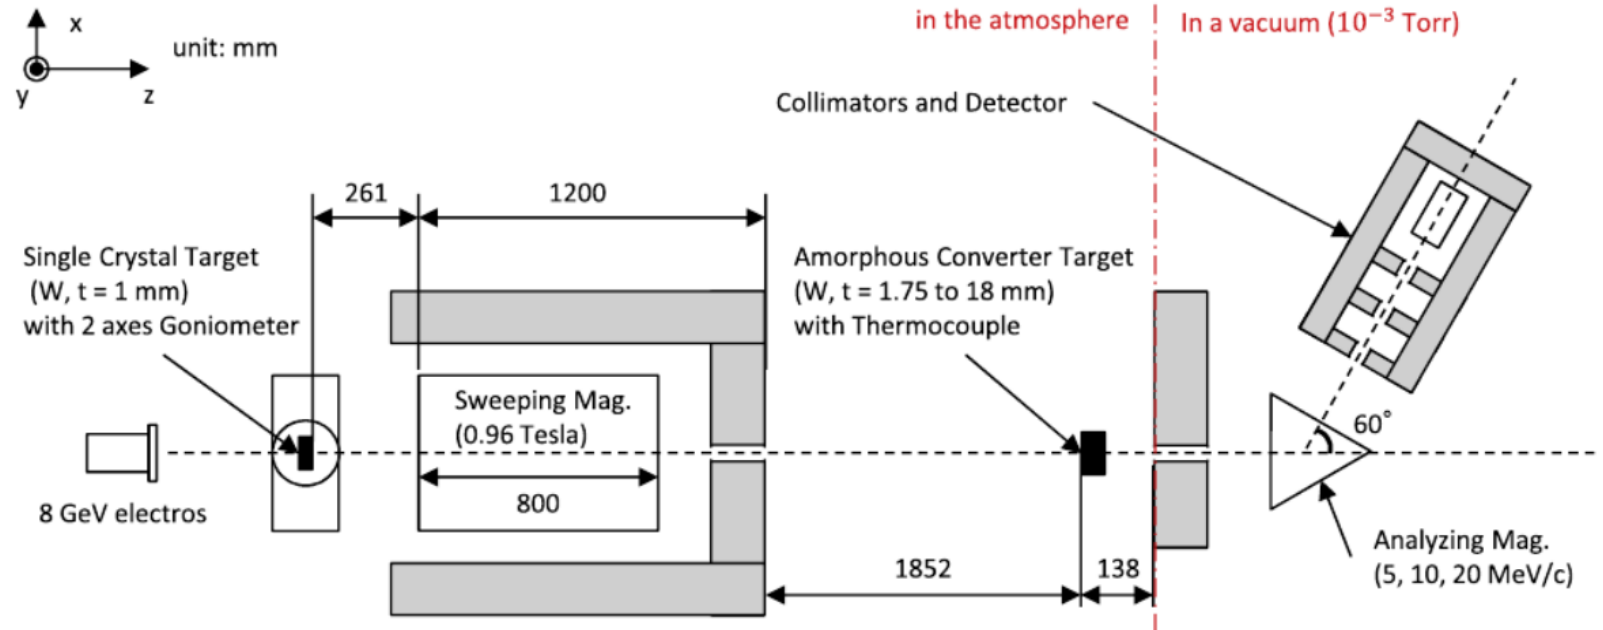 x
unit: mm
y
z
in the atmosphere
In a vacuum (10⁻³ Torr)
Collimators and Detector
261
1200
Single Crystal Target
(W, t = 1 mm)
with 2 axes Goniometer
Amorphous Converter Target
(W, t = 1.75 to 18 mm)
with Thermocouple
Sweeping Mag.
(0.96 Tesla)
800
8 GeV electros
60°
1852
138
Analyzing Mag.
(5, 10, 20 MeV/c)